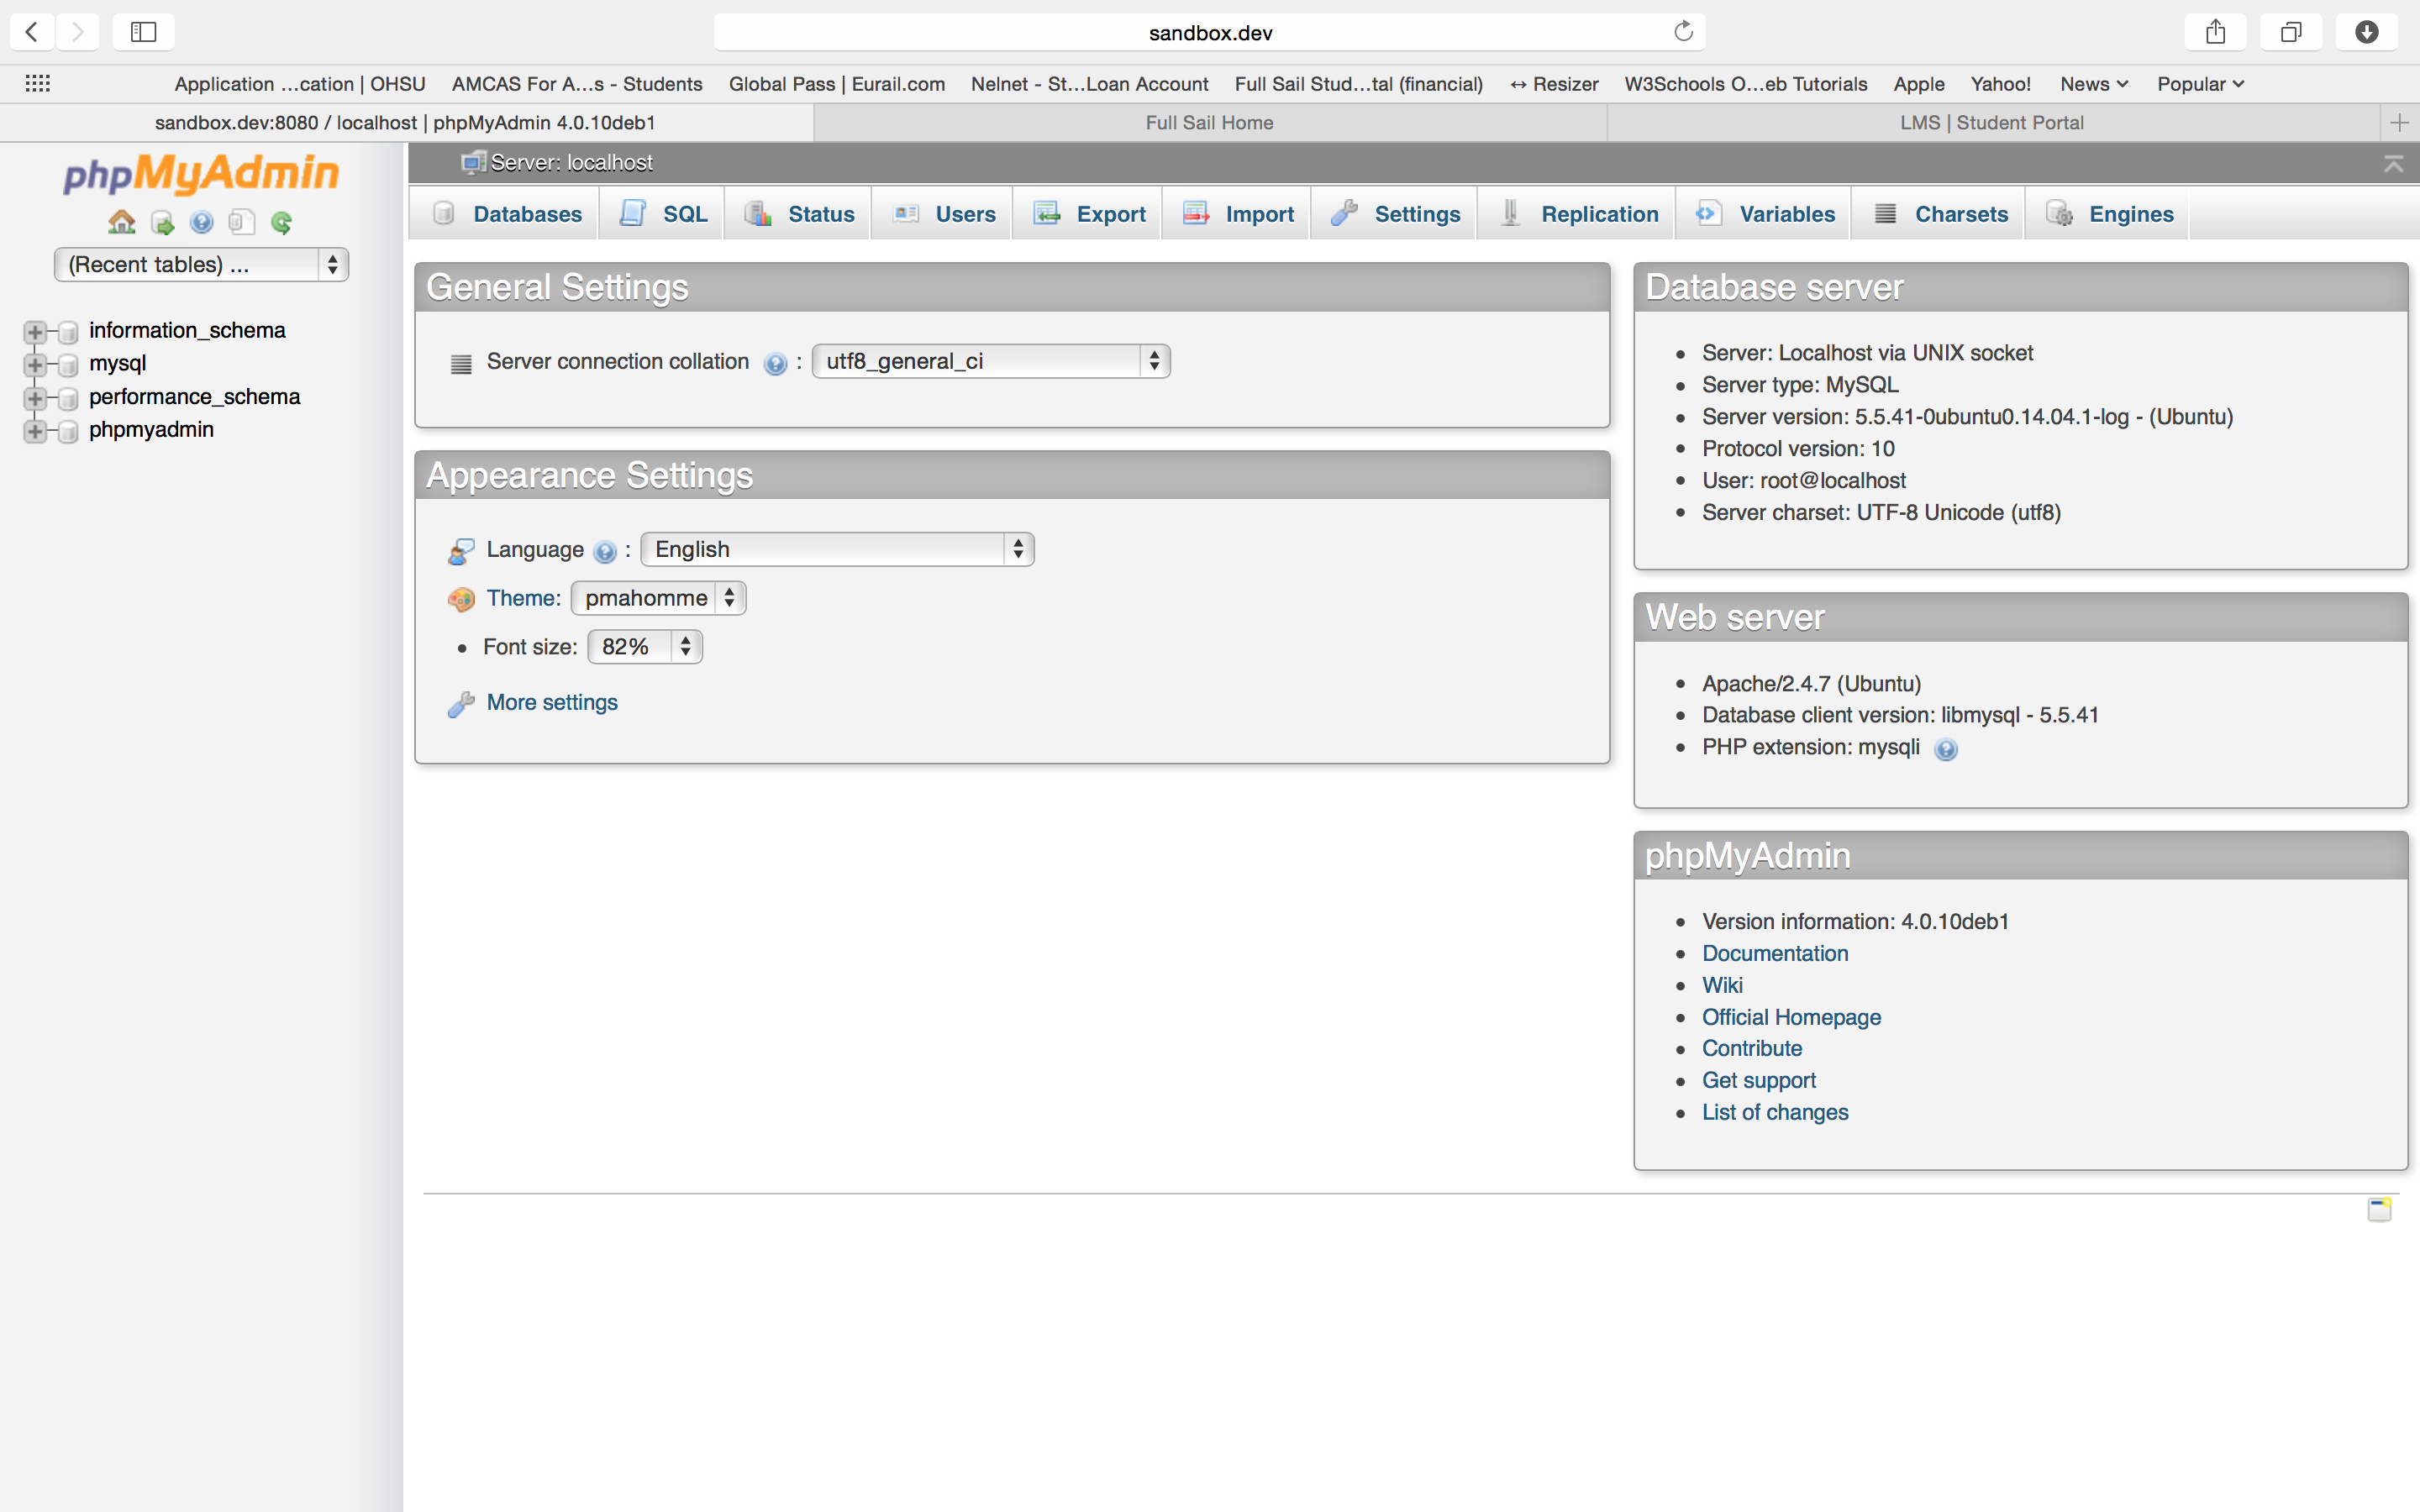 sandbox.dev
Application ...cation | OHSU AMCAS For A...s - Students Global Pass | Eurail.com Nelnet - St...Loan Account Full Sail Stud...tal (financial) ↔ Resizer W3Schools O...eb Tutorials Apple Yahoo! News Popular
sandbox.dev:8080 / localhost | phpMyAdmin 4.0.10deb1 Full Sail Home LMS | Student Portal
phpMyAdmin
(Recent tables) ...
information_schema
mysql
performance_schema
phpmyadmin
Server: localhost
Databases SQL Status Users Export Import Settings Replication Variables Charsets Engines
General Settings
Server connection collation : utf8_general_ci
Appearance Settings
Language : English
Theme: pmahomme
• Font size: 82%
More settings
Database server
• Server: Localhost via UNIX socket
• Server type: MySQL
• Server version: 5.5.41-0ubuntu0.14.04.1-log - (Ubuntu)
• Protocol version: 10
• User: root@localhost
• Server charset: UTF-8 Unicode (utf8)
Web server
• Apache/2.4.7 (Ubuntu)
• Database client version: libmysql - 5.5.41
• PHP extension: mysqli
phpMyAdmin
• Version information: 4.0.10deb1
• Documentation
• Wiki
• Official Homepage
• Contribute
• Get support
• List of changes